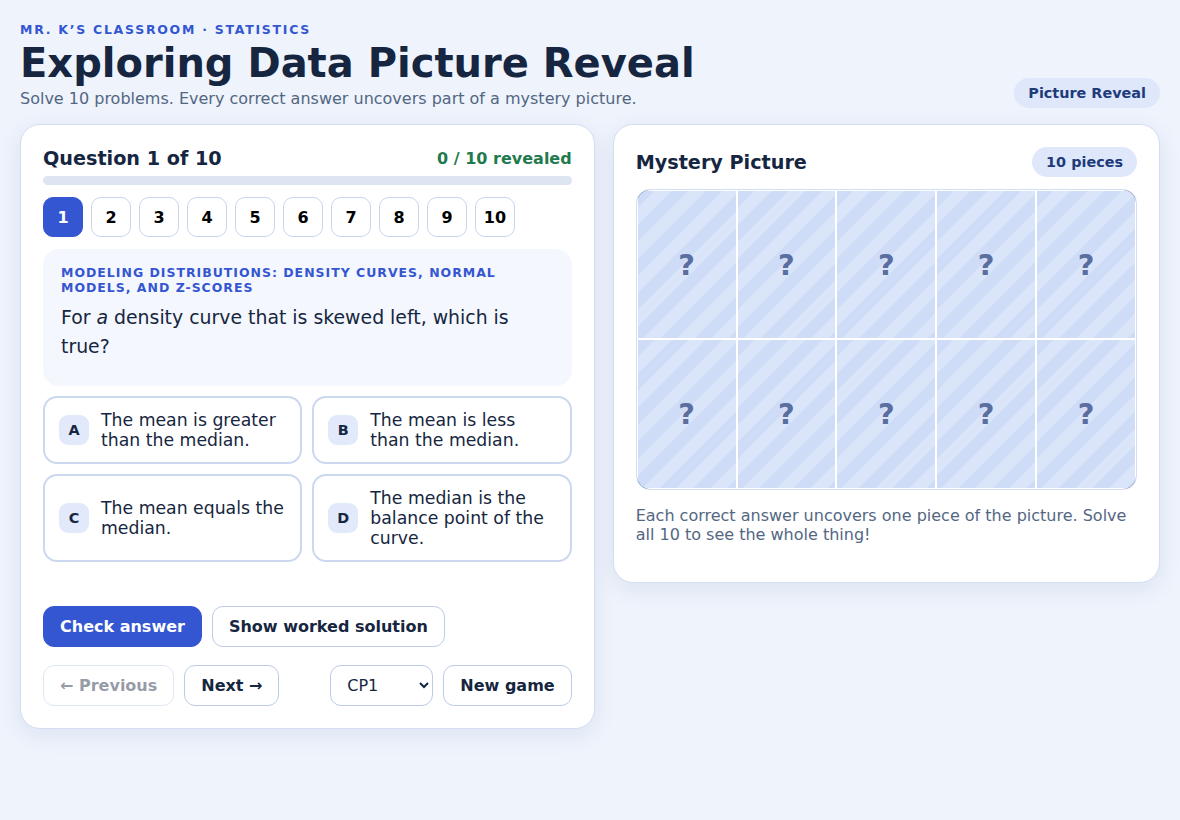 MR. K’S CLASSROOM · STATISTICS
Exploring Data Picture Reveal
Solve 10 problems. Every correct answer uncovers part of a mystery picture.
Picture Reveal
Question 1 of 10
0 / 10 revealed
1 2 3 4 5 6 7 8 9 10
MODELING DISTRIBUTIONS: DENSITY CURVES, NORMAL
MODELS, AND Z-SCORES
For a density curve that is skewed left, which is
true?
A
The mean is greater
than the median.
B
The mean is less
than the median.
C
The mean equals the
median.
D
The median is the
balance point of the
curve.
Check answer
Show worked solution
← Previous
Next →
CP1
New game
Mystery Picture
10 pieces
? ? ? ? ?
? ? ? ? ?
Each correct answer uncovers one piece of the picture. Solve
all 10 to see the whole thing!